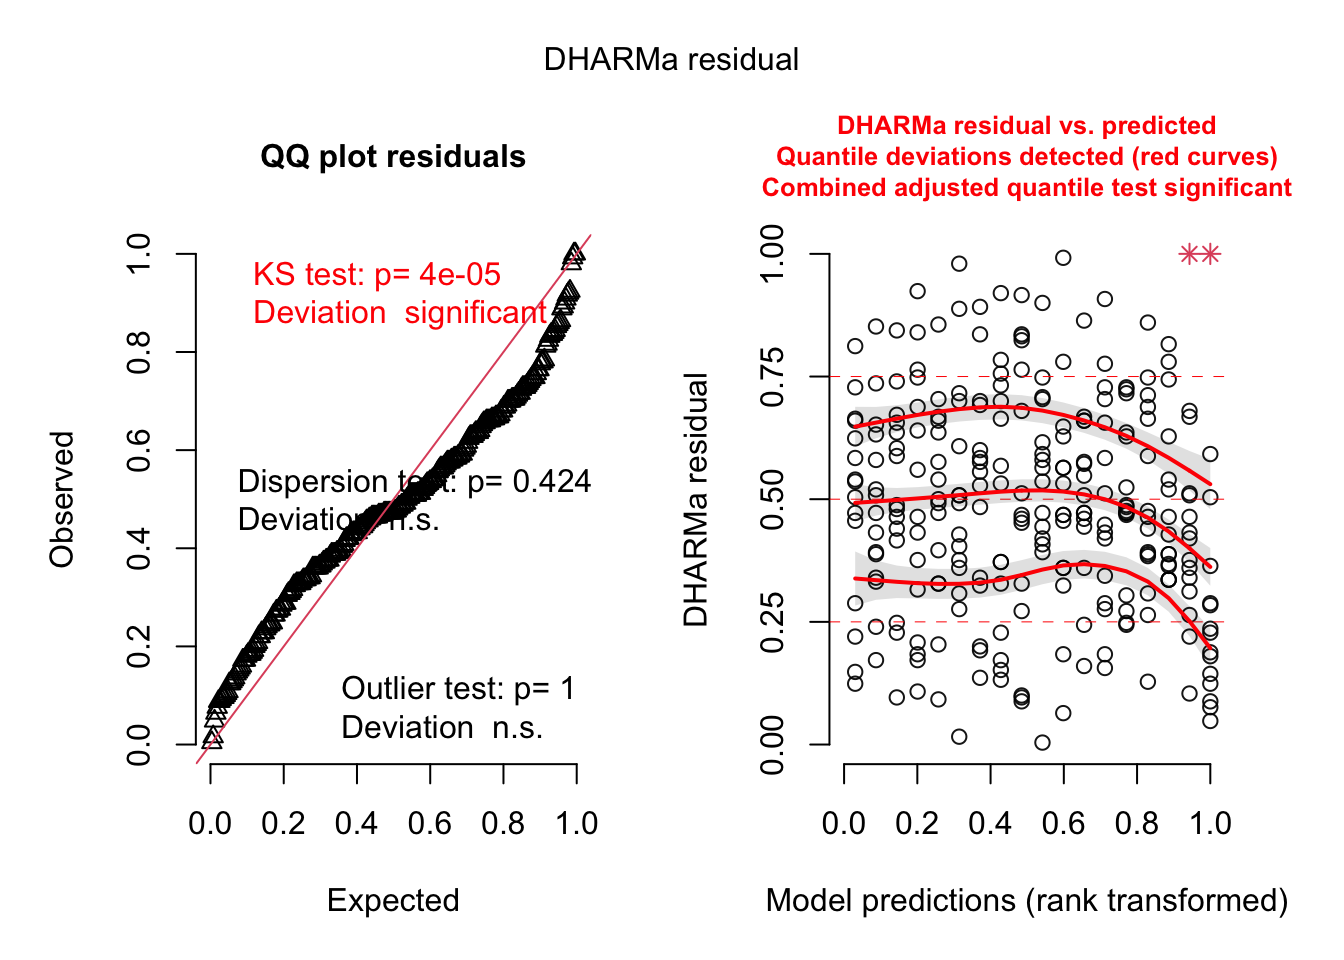 DHARMa residual
QQ plot residuals
KS test: p= 4e-05
Deviation  significant
Dispersion test: p= 0.424
Deviation n.s.
Outlier test: p= 1
Deviation  n.s.
Observed
0.0 0.2 0.4 0.6 0.8 1.0
0.0 0.2 0.4 0.6 0.8 1.0
Expected
DHARMa residual vs. predicted
Quantile deviations detected (red curves)
Combined adjusted quantile test significant
DHARMa residual
0.00 0.25 0.50 0.75 1.00
0.0 0.2 0.4 0.6 0.8 1.0
Model predictions (rank transformed)